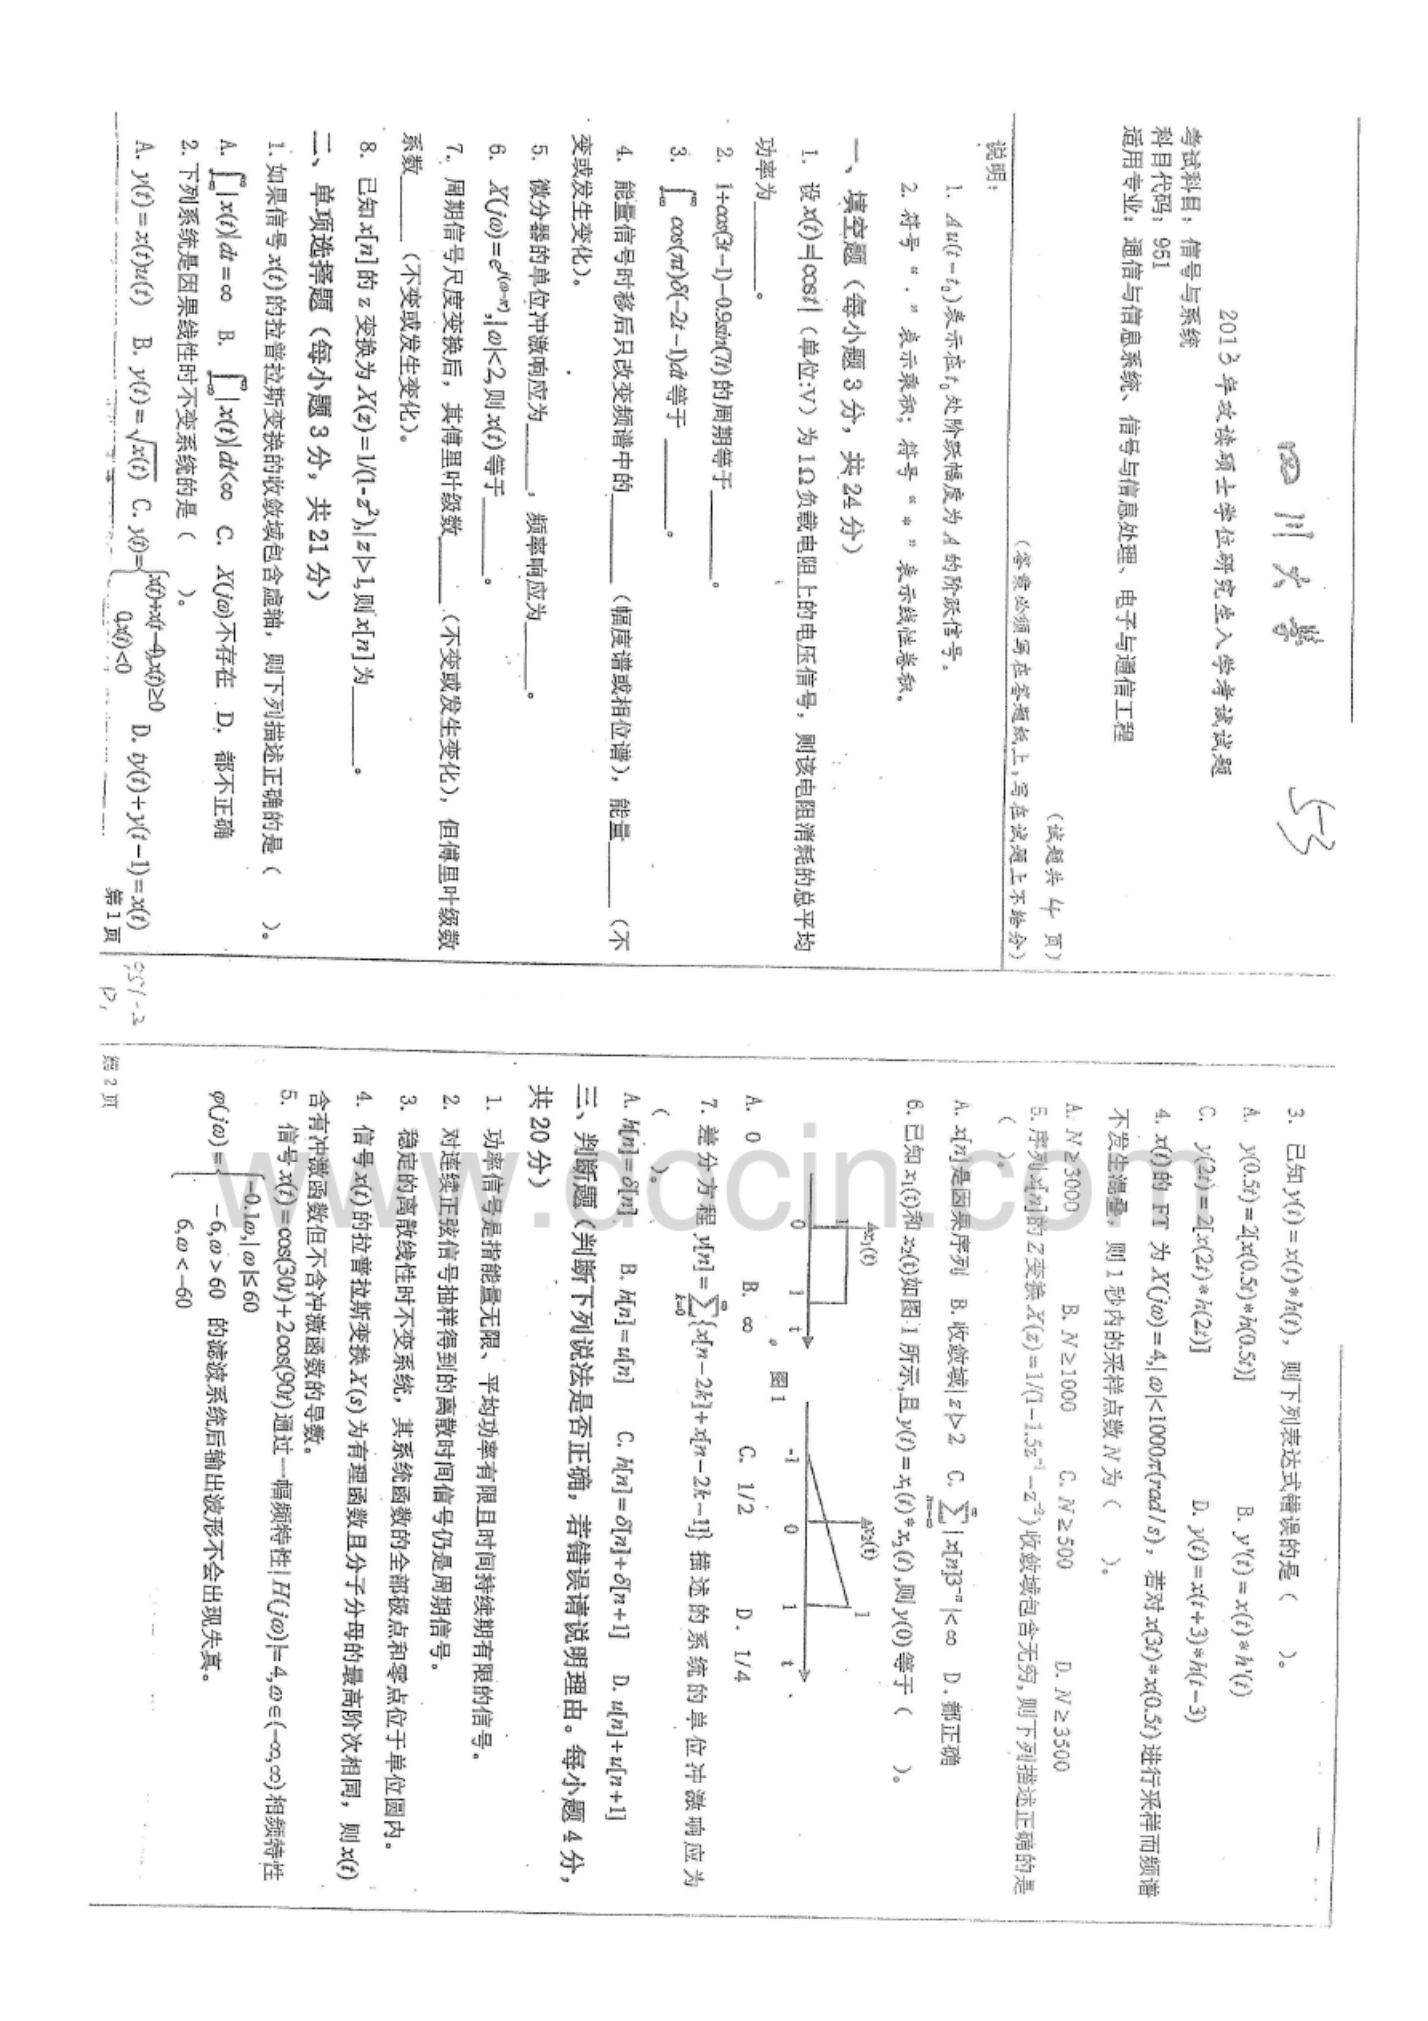 四川大学
53
2013年攻读硕士学位研究生入学考试试题
考试科目：信号与系统
科目代码：951
适用专业：通信与信息系统、信号与信息处理、电子与通信工程
（试题共 4 页）
（答案必须写在答题纸上，写在试题上不给分）
说明：
1. Au(t-t₀)表示在t₀处阶跃幅度为A的阶跃信号。
2. 符号“·”表示乘积；符号“*”表示线性卷积。
一、填空题（每小题 3 分，共 24 分）
1. 设x(t)=|cost|（单位:V）为1Ω负载电阻上的电压信号，则该电阻消耗的总平均
功率为______。
2. 1+cos(3t-1)-0.9sin(7t)的周期等于______。
3. ∫_{-∞}^{∞} cos(πt)δ(-2t-1)dt等于______。
4. 能量信号时移后只改变频谱中的______（幅度谱或相位谱），能量______（不
变或发生变化）。
5. 微分器的单位冲激响应为______，频率响应为______。
6. X(jω)=e^{j(ω-π)},|ω|<2,则x(t)等于______。
7. 周期信号尺度变换后，其傅里叶级数______（不变或发生变化），但傅里叶级数
系数______（不变或发生变化）。
8. 已知x[n]的z变换为X(z)=1/(1-z²),|z|>1,则x[n]为______。
二、单项选择题（每小题 3 分，共 21 分）
1. 如果信号x(t)的拉普拉斯变换的收敛域包含虚轴，则下列描述正确的是（ ）。
A. ∫_{-∞}^{∞}|x(t)|dt=∞ B. ∫_{-∞}^{∞}|x(t)|dt<∞ C. X(jω)不存在 D. 都不正确
2. 下列系统是因果线性时不变系统的是（ ）。
A. y(t)=x(t)u(t) B. y(t)=√x(t) C. y(t)={x(t)+x(t-4),x(t)≥0
0,x(t)<0 D. ty(t)+y(t-1)=x(t)
第1页
951-2
P1
3. 已知y(t)=x(t)*h(t)，则下列表达式错误的是（ ）。
A. y(0.5t)=2[x(0.5t)*h(0.5t)] B. y'(t)=x(t)*h'(t)
C. y(2t)=2[x(2t)*h(2t)] D. y(t)=x(t+3)*h(t-3)
4. x(t)的 FT 为X(jω)=4,|ω|<1000π(rad/s)，若对x(3t)*x(0.5t)进行采样而频谱
不发生混叠，则1秒内的采样点数N为（ ）。
A. N≥3000 B. N≥1000 C. N≥500 D. N≥3500
5. 序列x[n]的Z变换X(z)=1/(1-1.5z⁻¹-z⁻²)收敛域包含无穷,则下列描述正确的是
（ ）。
A. x[n]是因果序列 B. 收敛域|z|>2 C. ∑_{n=-∞}^{∞}|x[n]3⁻ⁿ|<∞ D. 都正确
6. 已知x₁(t)和x₂(t)如图1所示,且y(t)=x₁(t)*x₂(t),则y(0)等于（ ）。
x₁(t) x₂(t)
1 1
0 1 t -1 0 1 t
图1
A. 0 B. ∞ C. 1/2 D. 1/4
7. 差分方程y[n]=∑_{k=0}^{∞}{x[n-2k]+x[n-2k-1]}描述的系统的单位冲激响应为
（ ）。
A. h[n]=δ[n] B. h[n]=u[n] C. h[n]=δ[n]+δ[n+1] D. u[n]+u[n+1]
三、判断题（判断下列说法是否正确，若错误请说明理由。每小题 4 分，
共 20 分）
1. 功率信号是指能量无限、平均功率有限且时间持续期有限的信号。
2. 对连续正弦信号抽样得到的离散时间信号仍是周期信号。
3. 稳定的离散线性时不变系统，其系统函数的全部极点和零点位于单位圆内。
4. 信号x(t)的拉普拉斯变换X(s)为有理函数且分子分母的最高阶次相同，则x(t)
含有冲激函数但不含冲激函数的导数。
5. 信号x(t)=cos(30t)+2cos(90t)通过一幅频特性|H(jω)|=4,ω∈(-∞,∞)相频特性
φ(jω)={-0.1ω,|ω|≤60
-6,ω>60 的滤波系统后输出波形不会出现失真。
6,ω<-60
第2页
www.docin.com